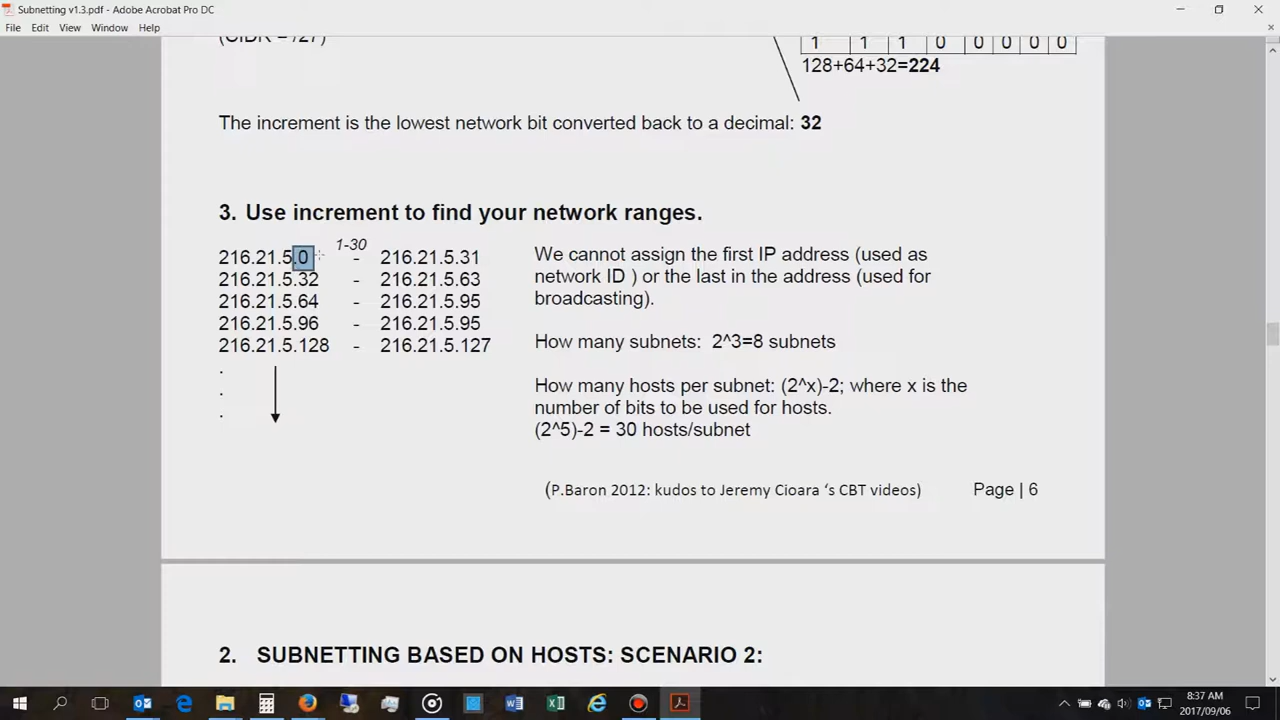 Subnetting v1.3.pdf - Adobe Acrobat Pro DC
File Edit View Window Help
(CIDR = /27)
1 1 1 0 0 0 0 0
128+64+32=224
The increment is the lowest network bit converted back to a decimal: 32
3. Use increment to find your network ranges.
1-30
216.21.5.0 - 216.21.5.31
216.21.5.32 - 216.21.5.63
216.21.5.64 - 216.21.5.95
216.21.5.96 - 216.21.5.95
216.21.5.128 - 216.21.5.127
.
.
.
We cannot assign the first IP address (used as
network ID ) or the last in the address (used for
broadcasting).
How many subnets: 2^3=8 subnets
How many hosts per subnet: (2^x)-2; where x is the
number of bits to be used for hosts.
(2^5)-2 = 30 hosts/subnet
(P.Baron 2012: kudos to Jeremy Cioara ‘s CBT videos) Page | 6
2. SUBNETTING BASED ON HOSTS: SCENARIO 2:
8:37 AM
2017/09/06